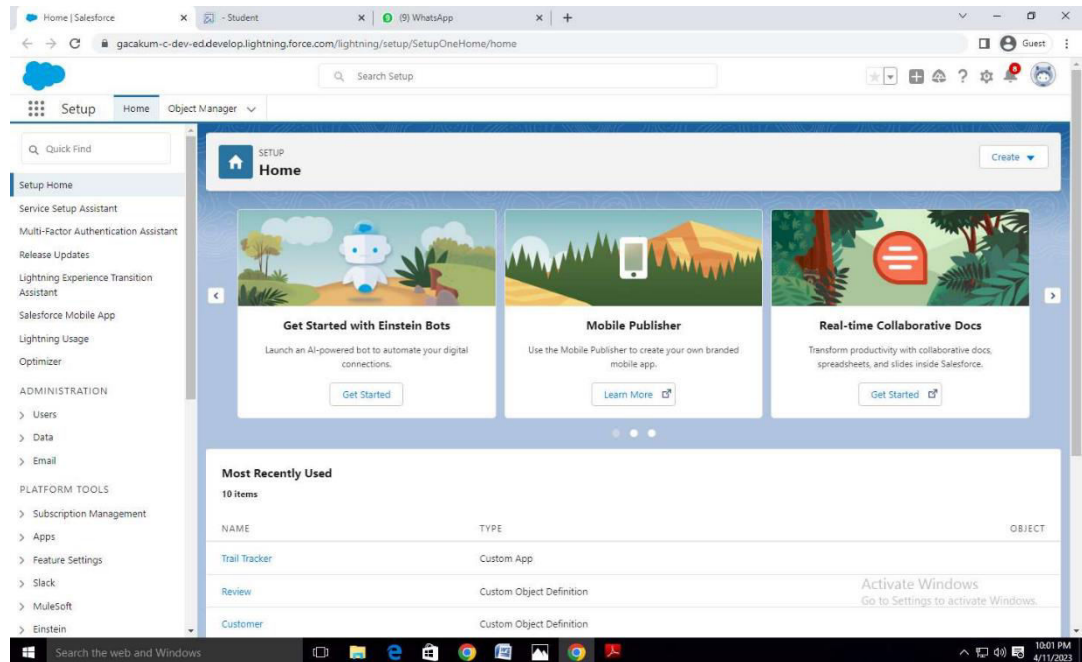 Home | Salesforce
- Student
(9) WhatsApp
gacakum-c-dev-ed.develop.lightning.force.com/lightning/setup/SetupOneHome/home
Guest
Search Setup
8
Setup
Home
Object Manager
Quick Find
Setup Home
Service Setup Assistant
Multi-Factor Authentication Assistant
Release Updates
Lightning Experience Transition
Assistant
Salesforce Mobile App
Lightning Usage
Optimizer
ADMINISTRATION
Users
Data
Email
PLATFORM TOOLS
Subscription Management
Apps
Feature Settings
Slack
MuleSoft
Einstein
SETUP
Home
Create
Get Started with Einstein Bots
Launch an AI-powered bot to automate your digital
connections.
Get Started
Mobile Publisher
Use the Mobile Publisher to create your own branded
mobile app.
Learn More
Real-time Collaborative Docs
Transform productivity with collaborative docs,
spreadsheets, and slides inside Salesforce.
Get Started
Most Recently Used
10 items
NAME TYPE OBJECT
Trail Tracker Custom App
Review Custom Object Definition
Customer Custom Object Definition
Activate Windows
Go to Settings to activate Windows.
Search the web and Windows
10:01 PM
4/11/2023